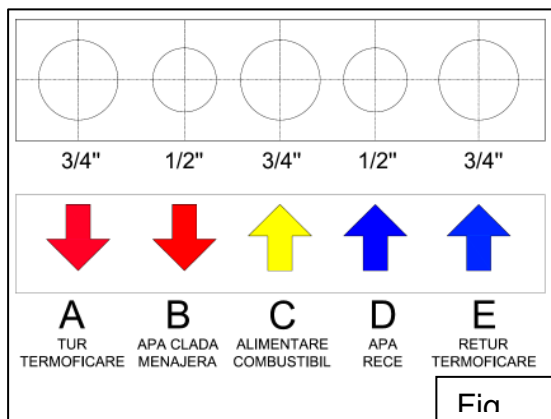 3/4" 1/2" 3/4" 1/2" 3/4"
A B C D E
TUR APA CLADA ALIMENTARE APA RETUR
TERMOFICARE MENAJERA COMBUSTIBIL RECE TERMOFICARE
Fig